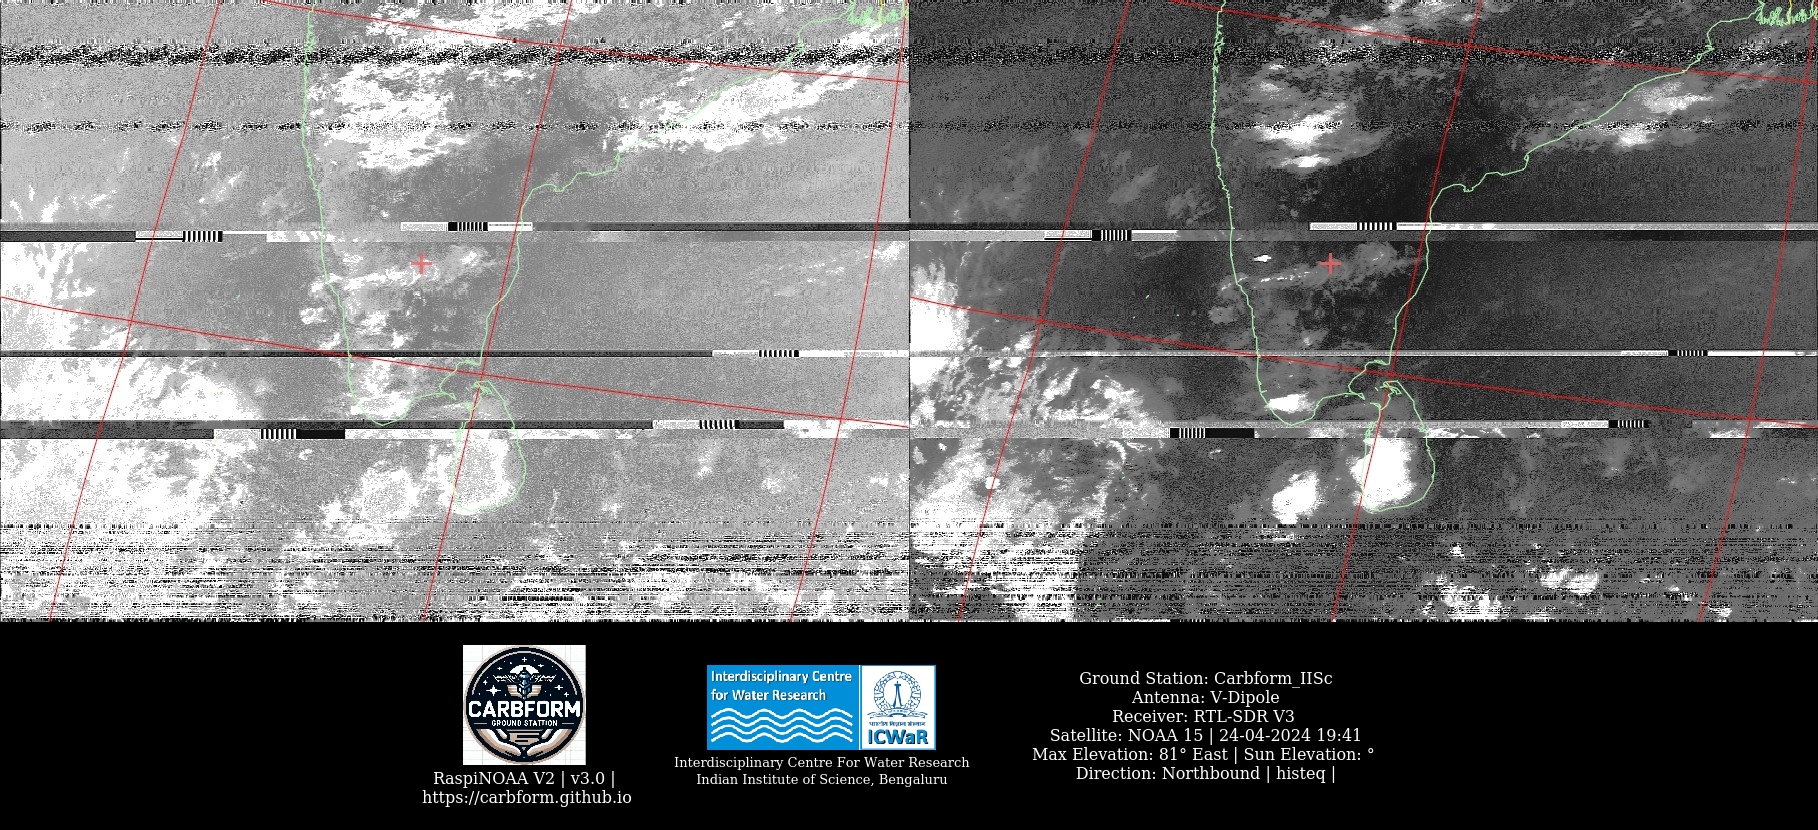 CARBFORM
GROUND STATION
RaspiNOAA V2 | v3.0 |
https://carbform.github.io
Interdisciplinary Centre
for Water Research
ICWaR
Interdisciplinary Centre For Water Research
Indian Institute of Science, Bengaluru
Ground Station: Carbform_IISc
Antenna: V-Dipole
Receiver: RTL-SDR V3
Satellite: NOAA 15 | 24-04-2024 19:41
Max Elevation: 81° East | Sun Elevation: °
Direction: Northbound | histeq |